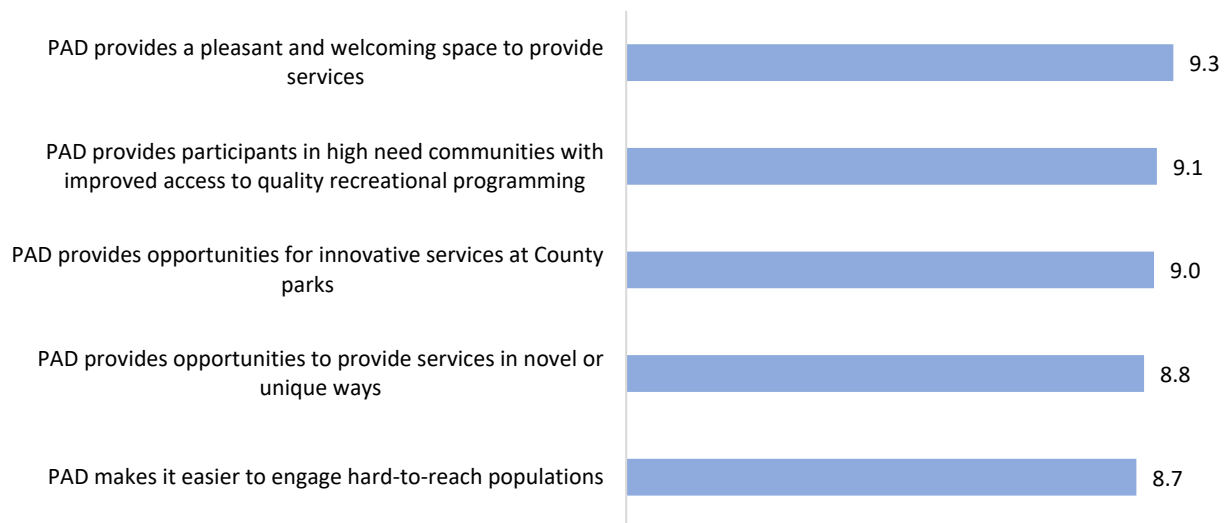 PAD provides a pleasant and welcoming space to provide
services
9.3
PAD provides participants in high need communities with
improved access to quality recreational programming
9.1
PAD provides opportunities for innovative services at County
parks
9.0
PAD provides opportunities to provide services in novel or
unique ways
8.8
PAD makes it easier to engage hard-to-reach populations
8.7